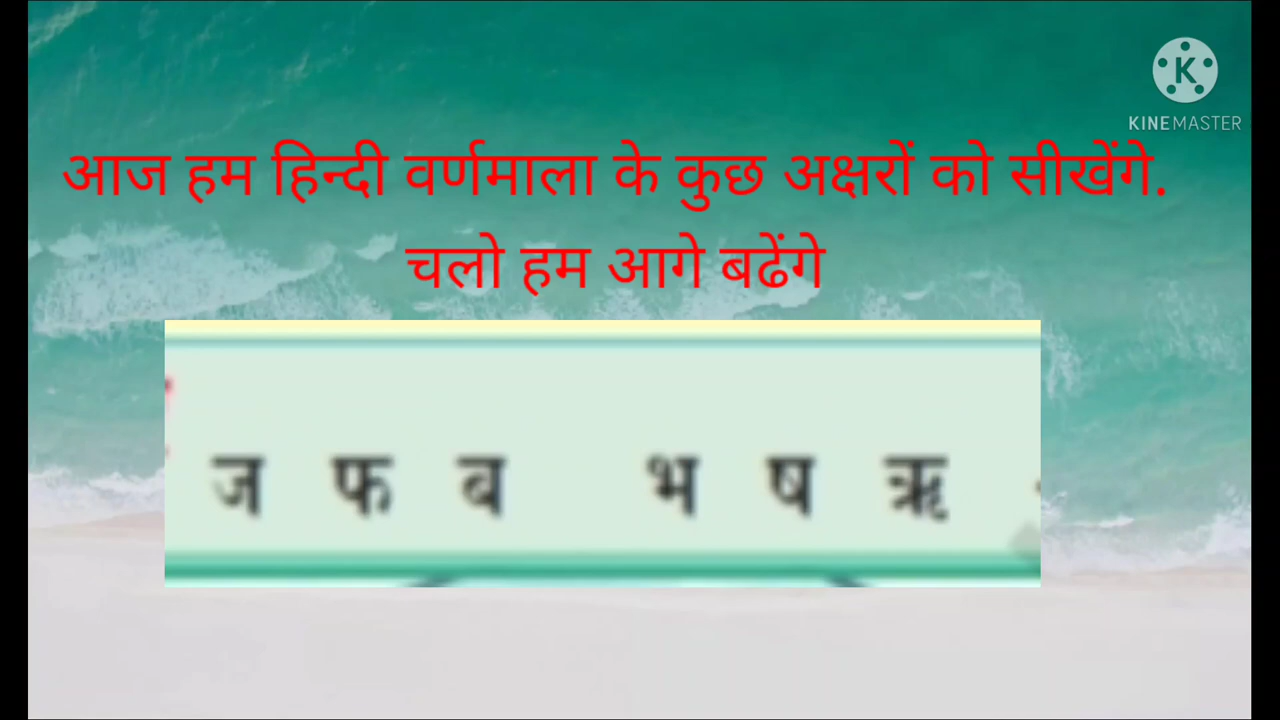 KINEMASTER
आज हम हिन्दी वर्णमाला के कुछ अक्षरों को सीखेंगे.
चलो हम आगे बढेंगे
ज फ ब भ ष ऋ